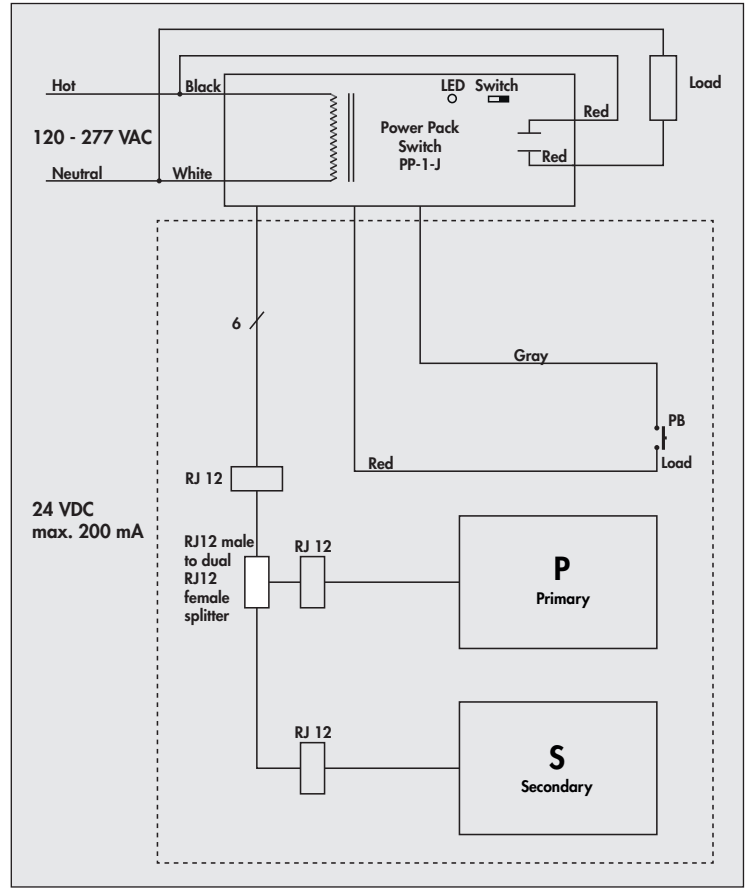 Hot
Black
LED
Switch
Load
Red
120 - 277 VAC
Power Pack
Switch
PP-1-J
Red
Neutral
White
6
Gray
PB
Red
Load
RJ 12
24 VDC
max. 200 mA
RJ12 male
to dual
RJ12
female
splitter
RJ 12
P
Primary
RJ 12
S
Secondary